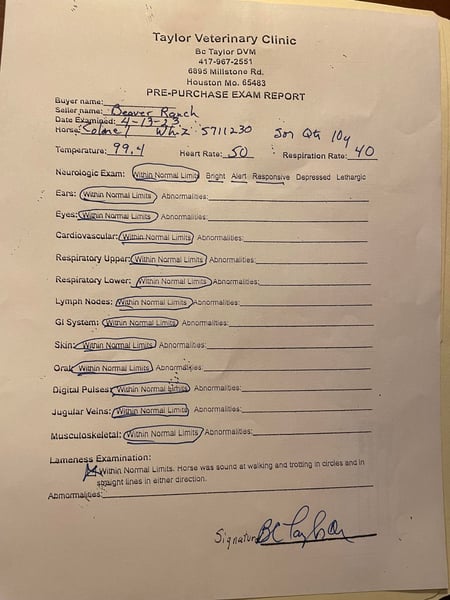 Taylor Veterinary Clinic
Bc Taylor DVM
417-967-2551
6895 Millstone Rd.
Houston Mo. 65483
PRE-PURCHASE EXAM REPORT
Buyer name:
Seller name: Beaver Ranch
Date Examined: 4-13-23
Horse: Colonel Whiz 5711230 Sor Qtr 10y
Temperature: 99.4 Heart Rate: 50 Respiration Rate: 40
Neurologic Exam: Within Normal Limit Bright Alert Responsive Depressed Lethargic
Ears: Within Normal Limits Abnormalities:
Eyes: Within Normal Limits Abnormalities:
Cardiovascular: Within Normal Limits Abnormalities:
Respiratory Upper: Within Normal Limits Abnormalities:
Respiratory Lower: Within Normal Limits Abnormalities:
Lymph Nodes: Within Normal Limits Abnormalities:
GI System: Within Normal Limits Abnormalities:
Skin: Within Normal Limits Abnormalities:
Oral: Within Normal Limits Abnormalities:
Digital Pulses: Within Normal Limits Abnormalities:
Jugular Veins: Within Normal Limits Abnormalities:
Musculoskeletal: Within Normal Limits Abnormalities:
Lameness Examination:
Within Normal Limits. Horse was sound at walking and trotting in circles and in
straight lines in either direction.
Abmormalities:
Signature BC Taylor